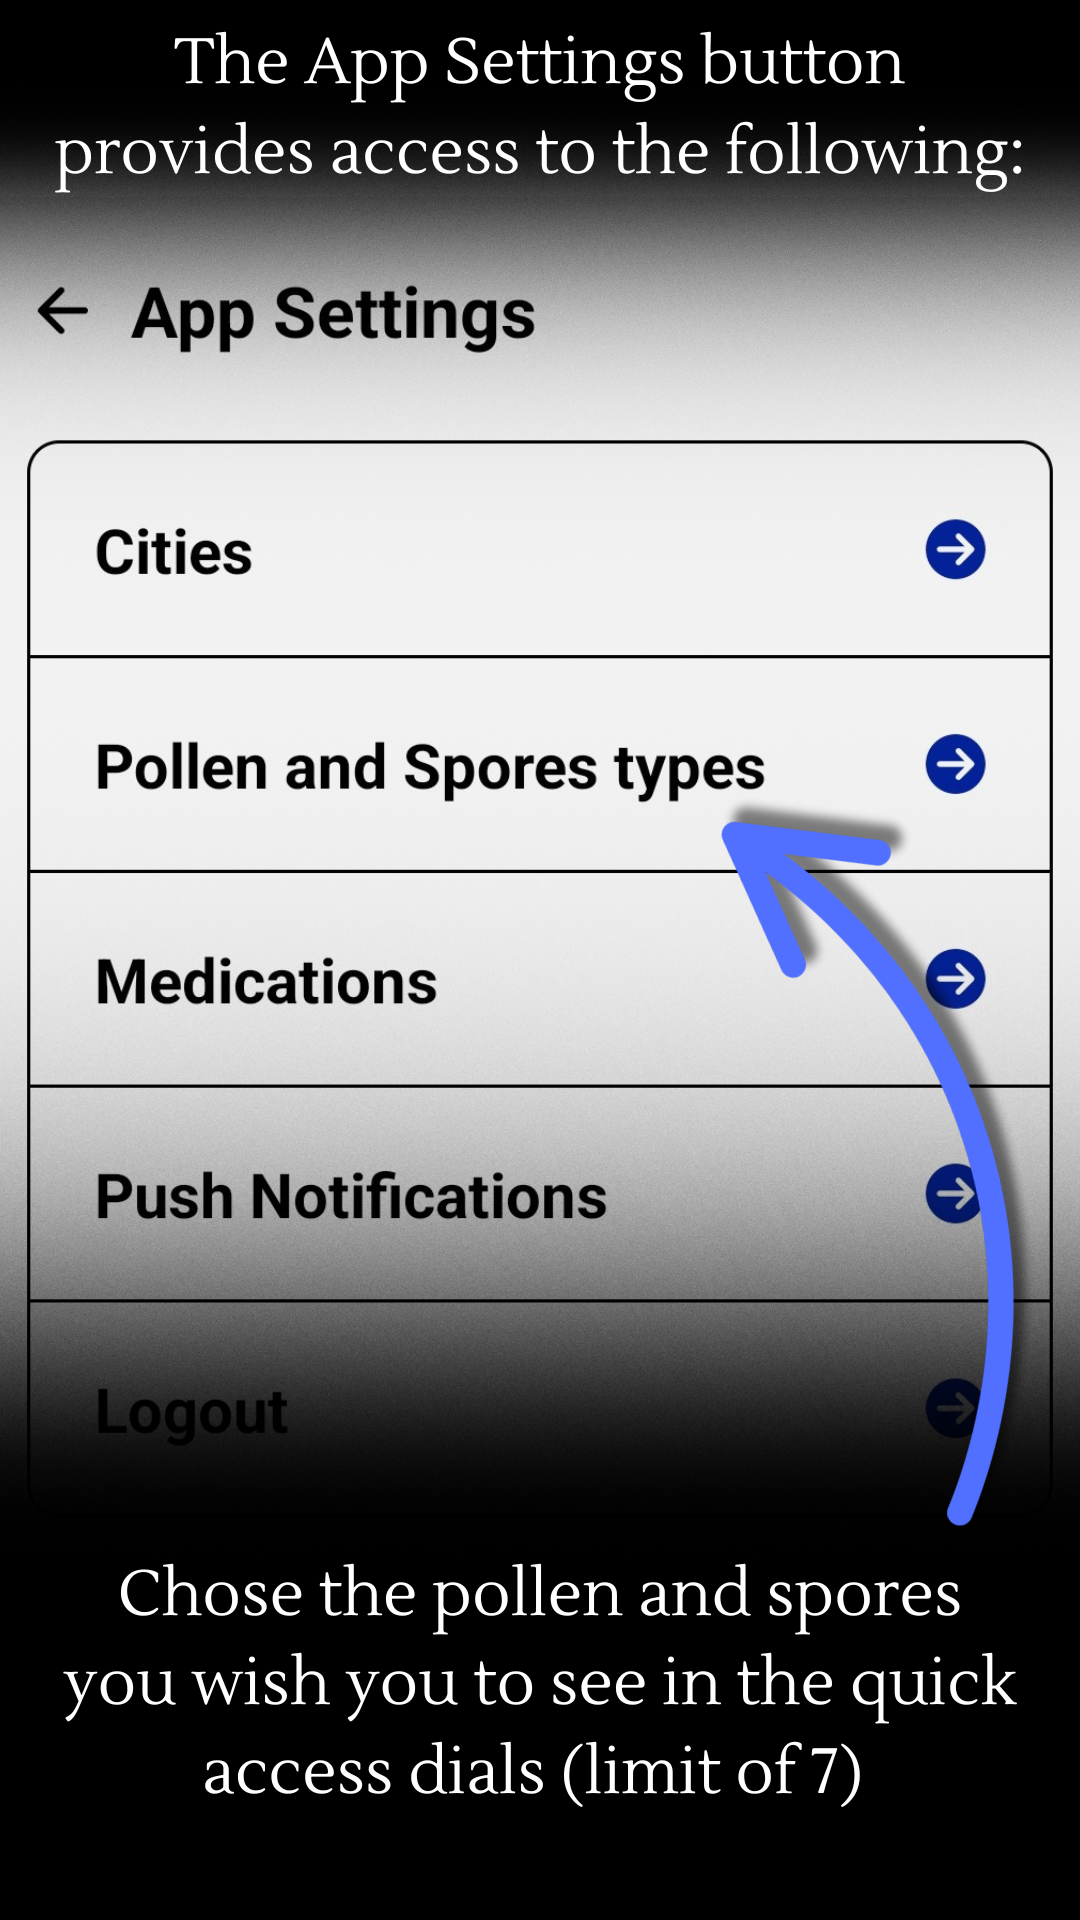 The App Settings button
provides access to the following:
App Settings
Cities
Pollen and Spores types
Medications
Push Notifications
Logout
Chose the pollen and spores
you wish you to see in the quick
access dials (limit of 7)